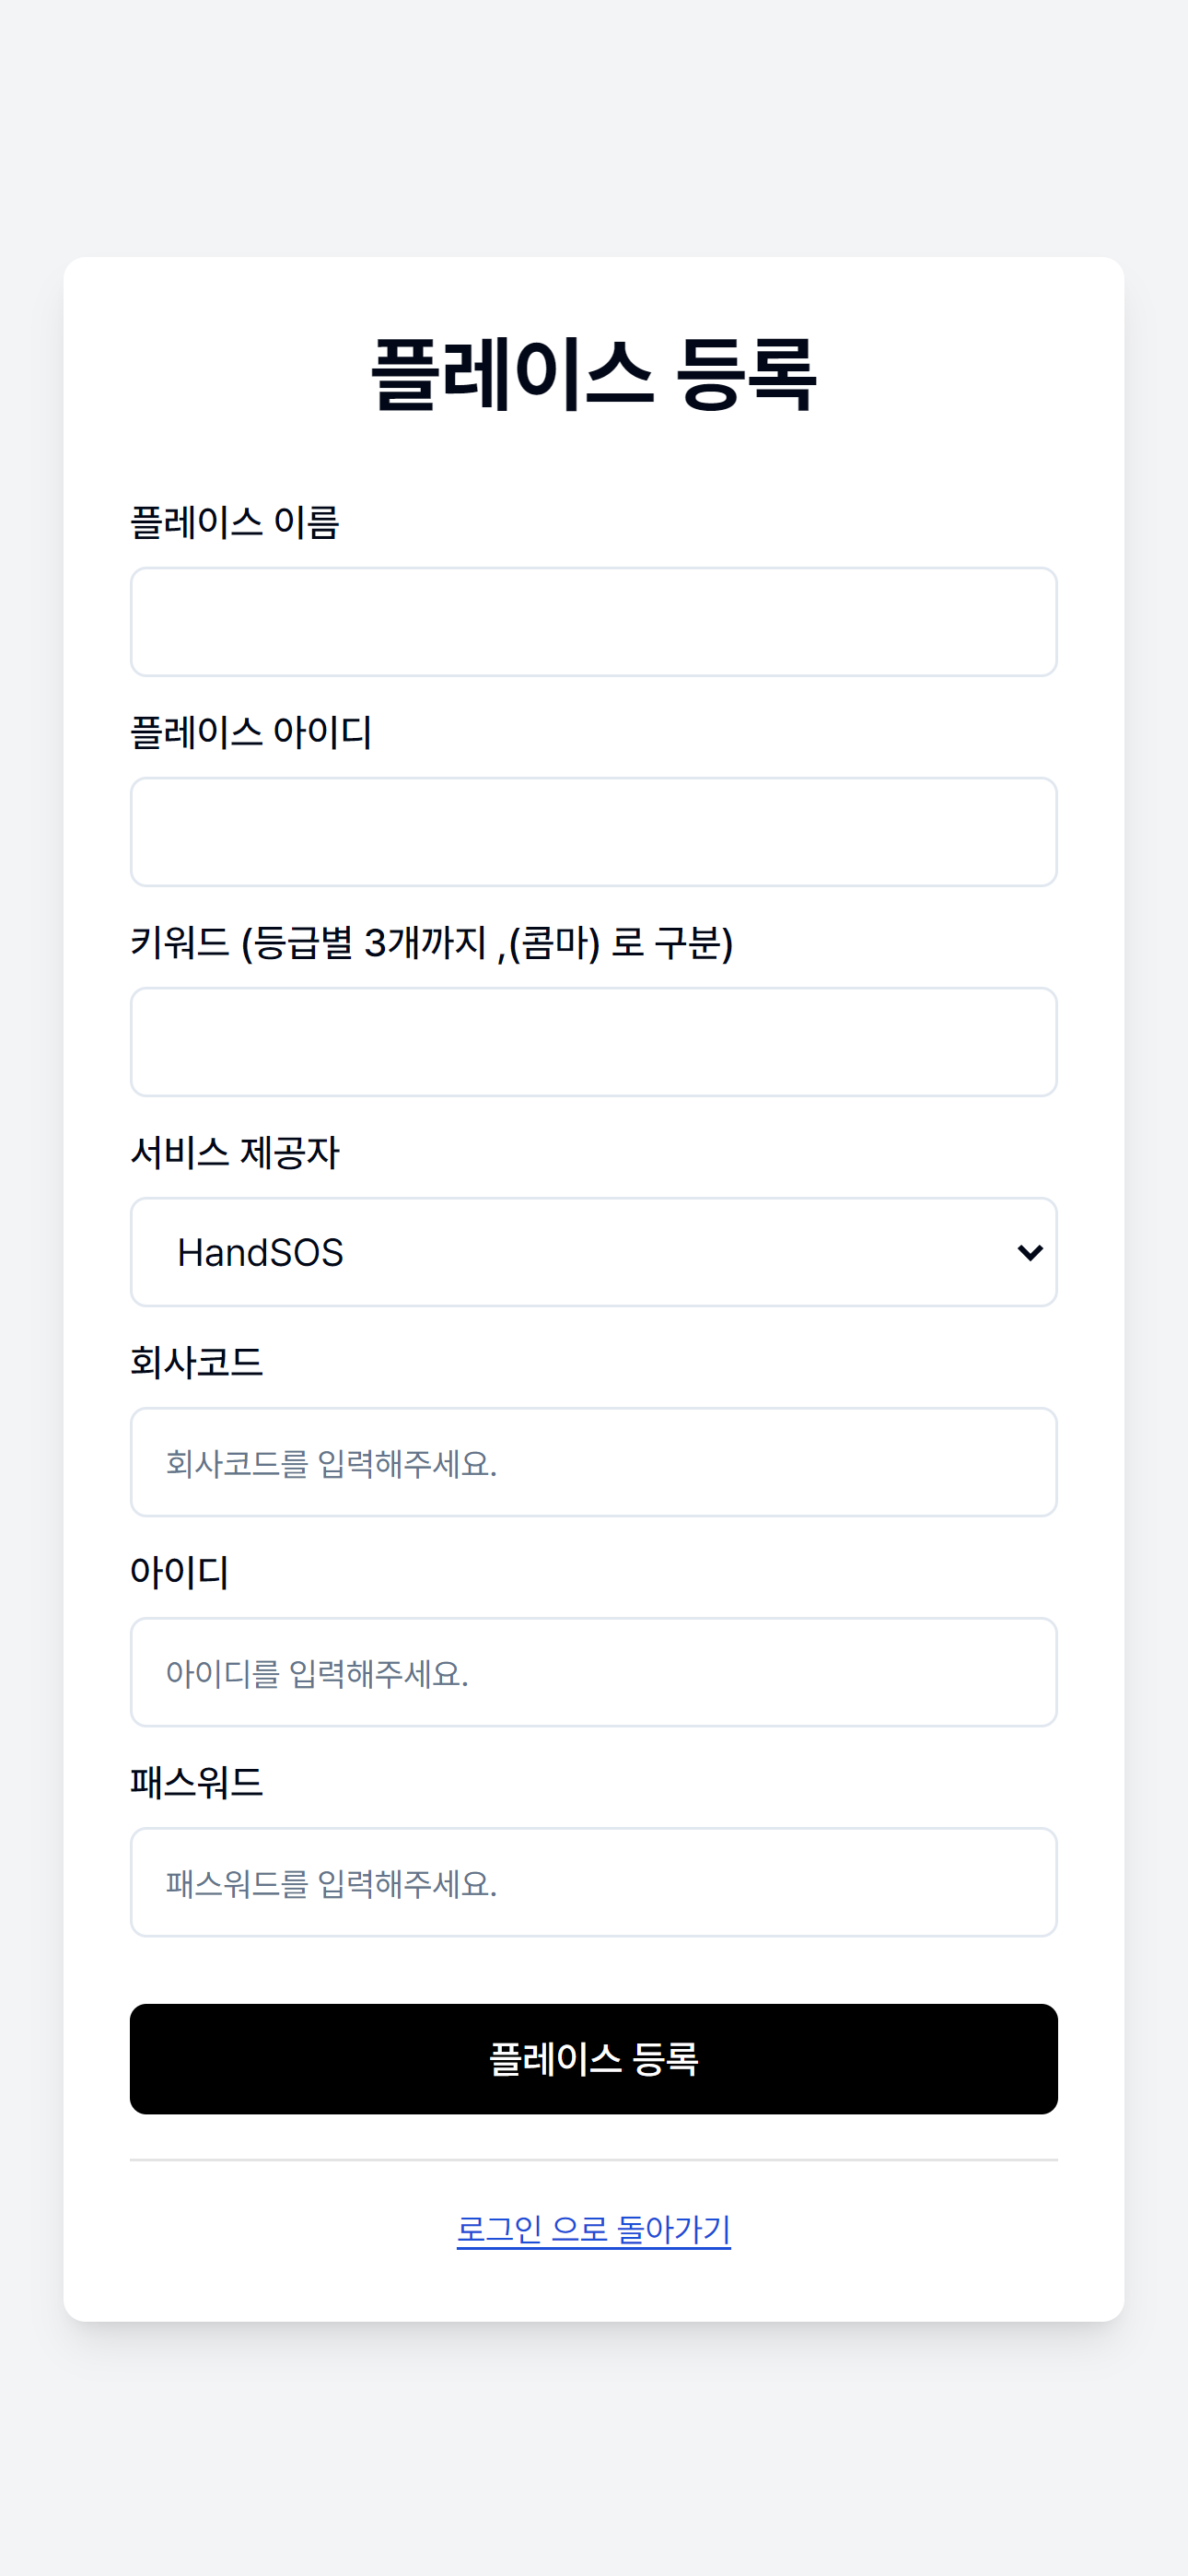 플레이스 등록
플레이스 이름
플레이스 아이디
키워드 (등급별 3개까지 ,(콤마) 로 구분)
서비스 제공자
HandSOS
회사코드
회사코드를 입력해주세요.
아이디
아이디를 입력해주세요.
패스워드
패스워드를 입력해주세요.
플레이스 등록
로그인 으로 돌아가기